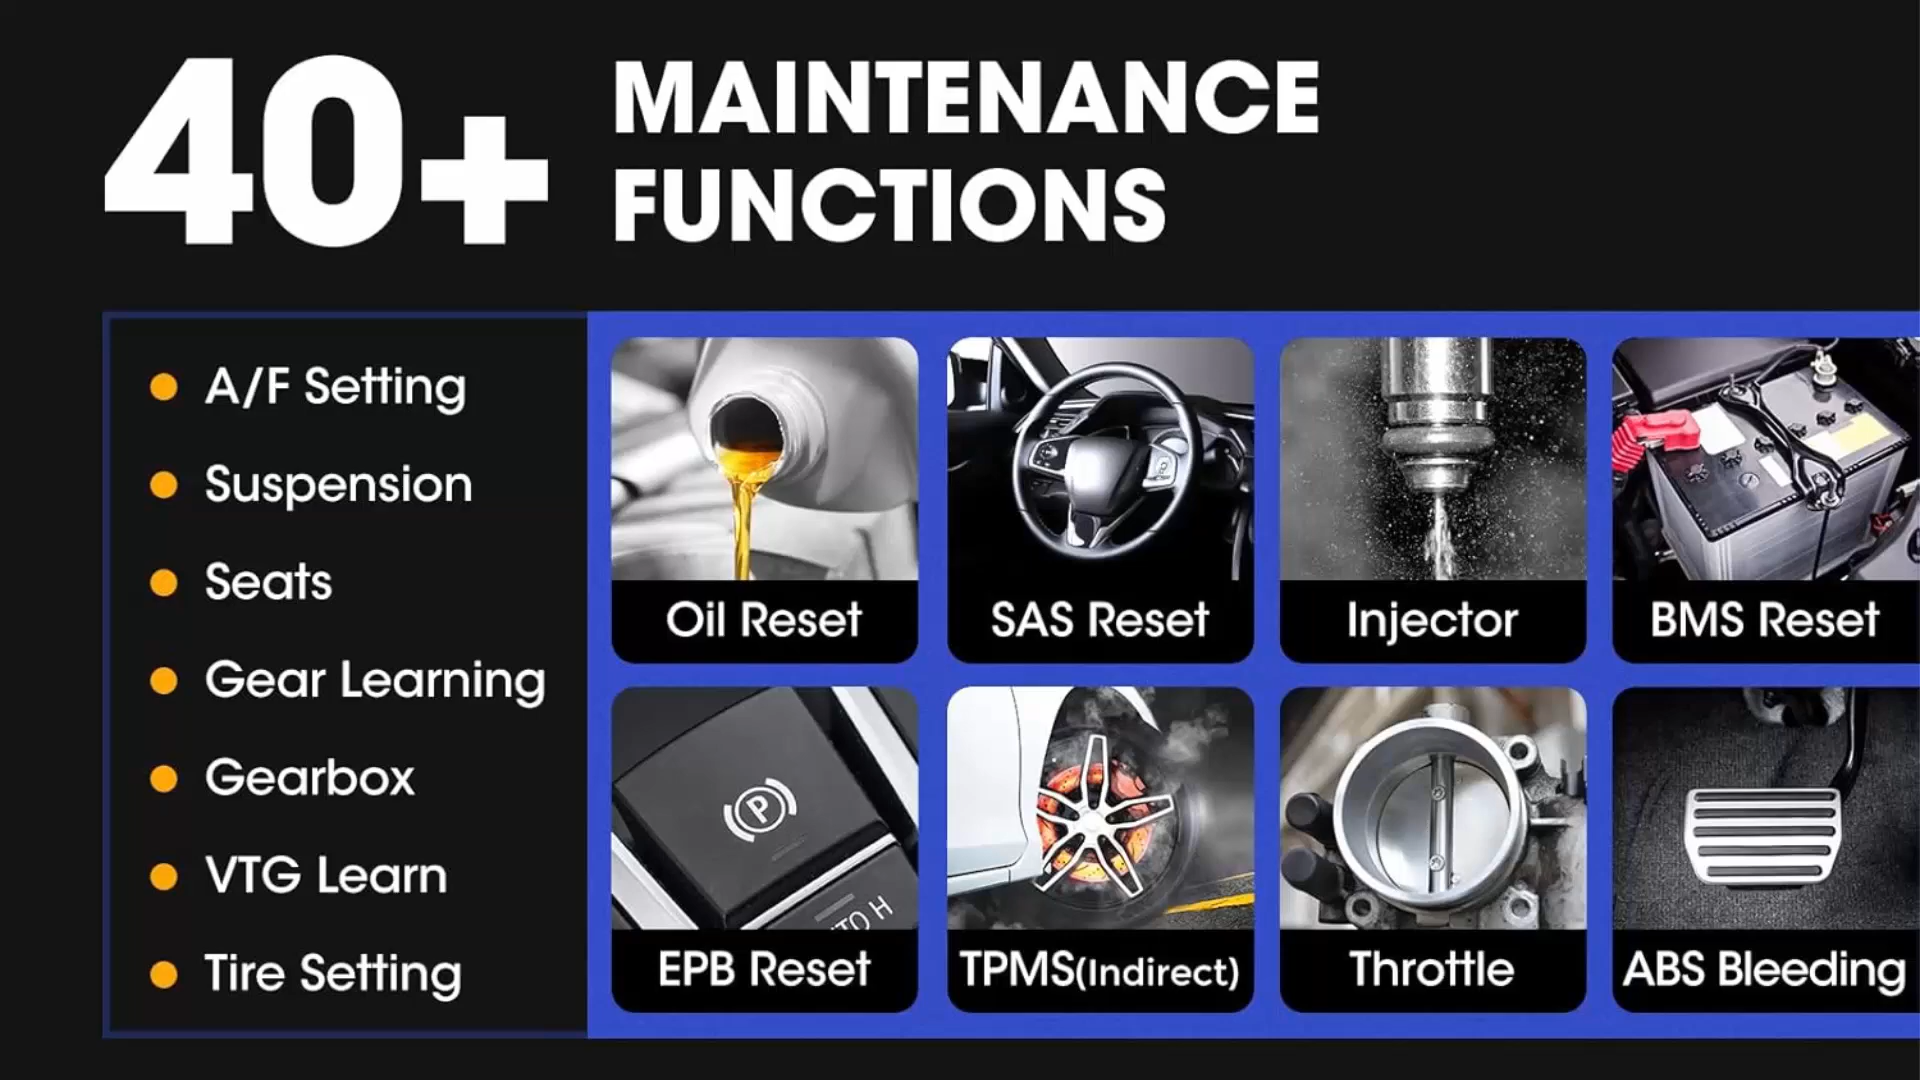 40+
MAINTENANCE
FUNCTIONS
A/F Setting
Suspension
Seats
Gear Learning
Gearbox
VTG Learn
Tire Setting
Oil Reset
SAS Reset
Injector
BMS Reset
EPB Reset
TPMS(Indirect)
Throttle
ABS Bleeding